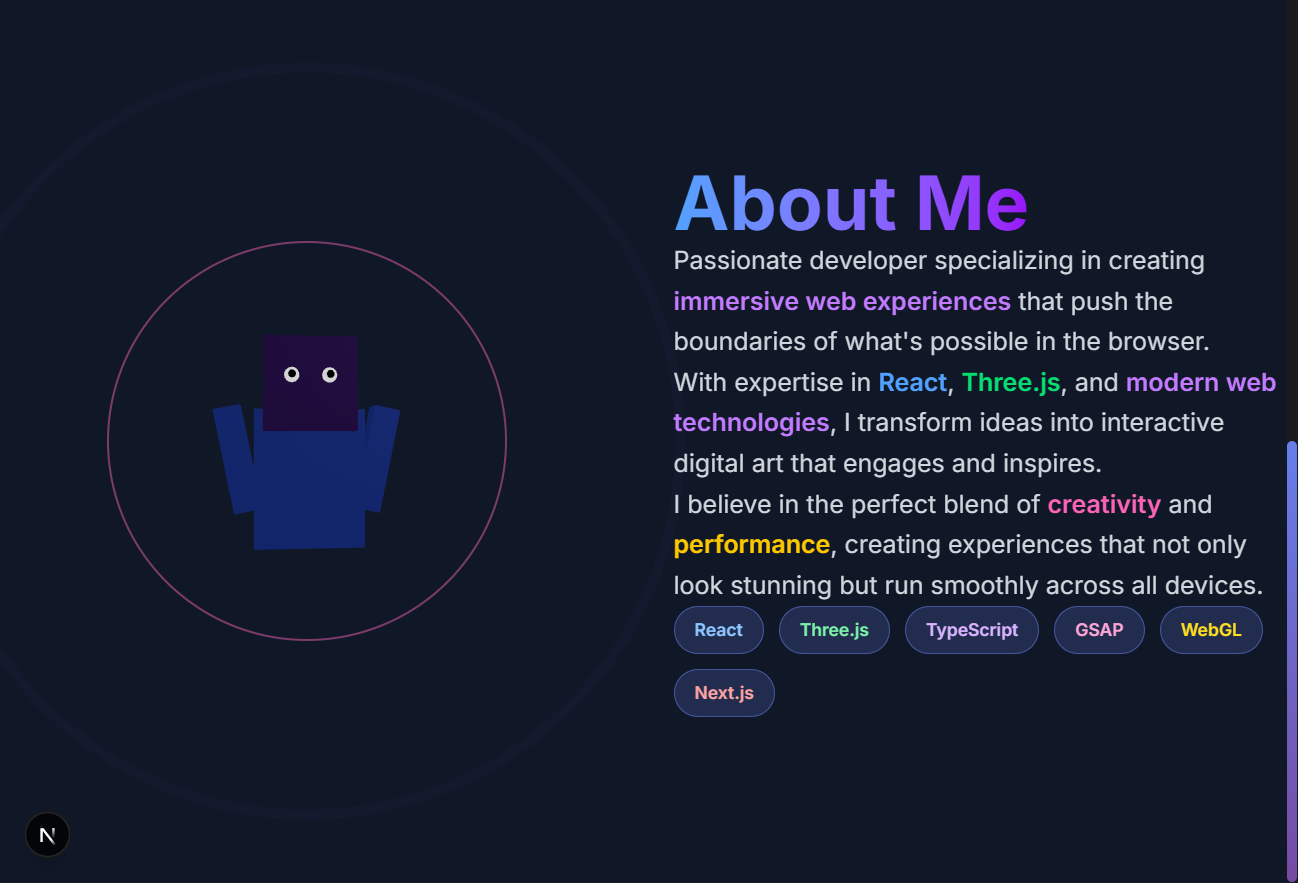 About Me
Passionate developer specializing in creating
immersive web experiences that push the
boundaries of what's possible in the browser.
With expertise in React, Three.js, and modern web
technologies, I transform ideas into interactive
digital art that engages and inspires.
I believe in the perfect blend of creativity and
performance, creating experiences that not only
look stunning but run smoothly across all devices.
React Three.js TypeScript GSAP WebGL
Next.js
N